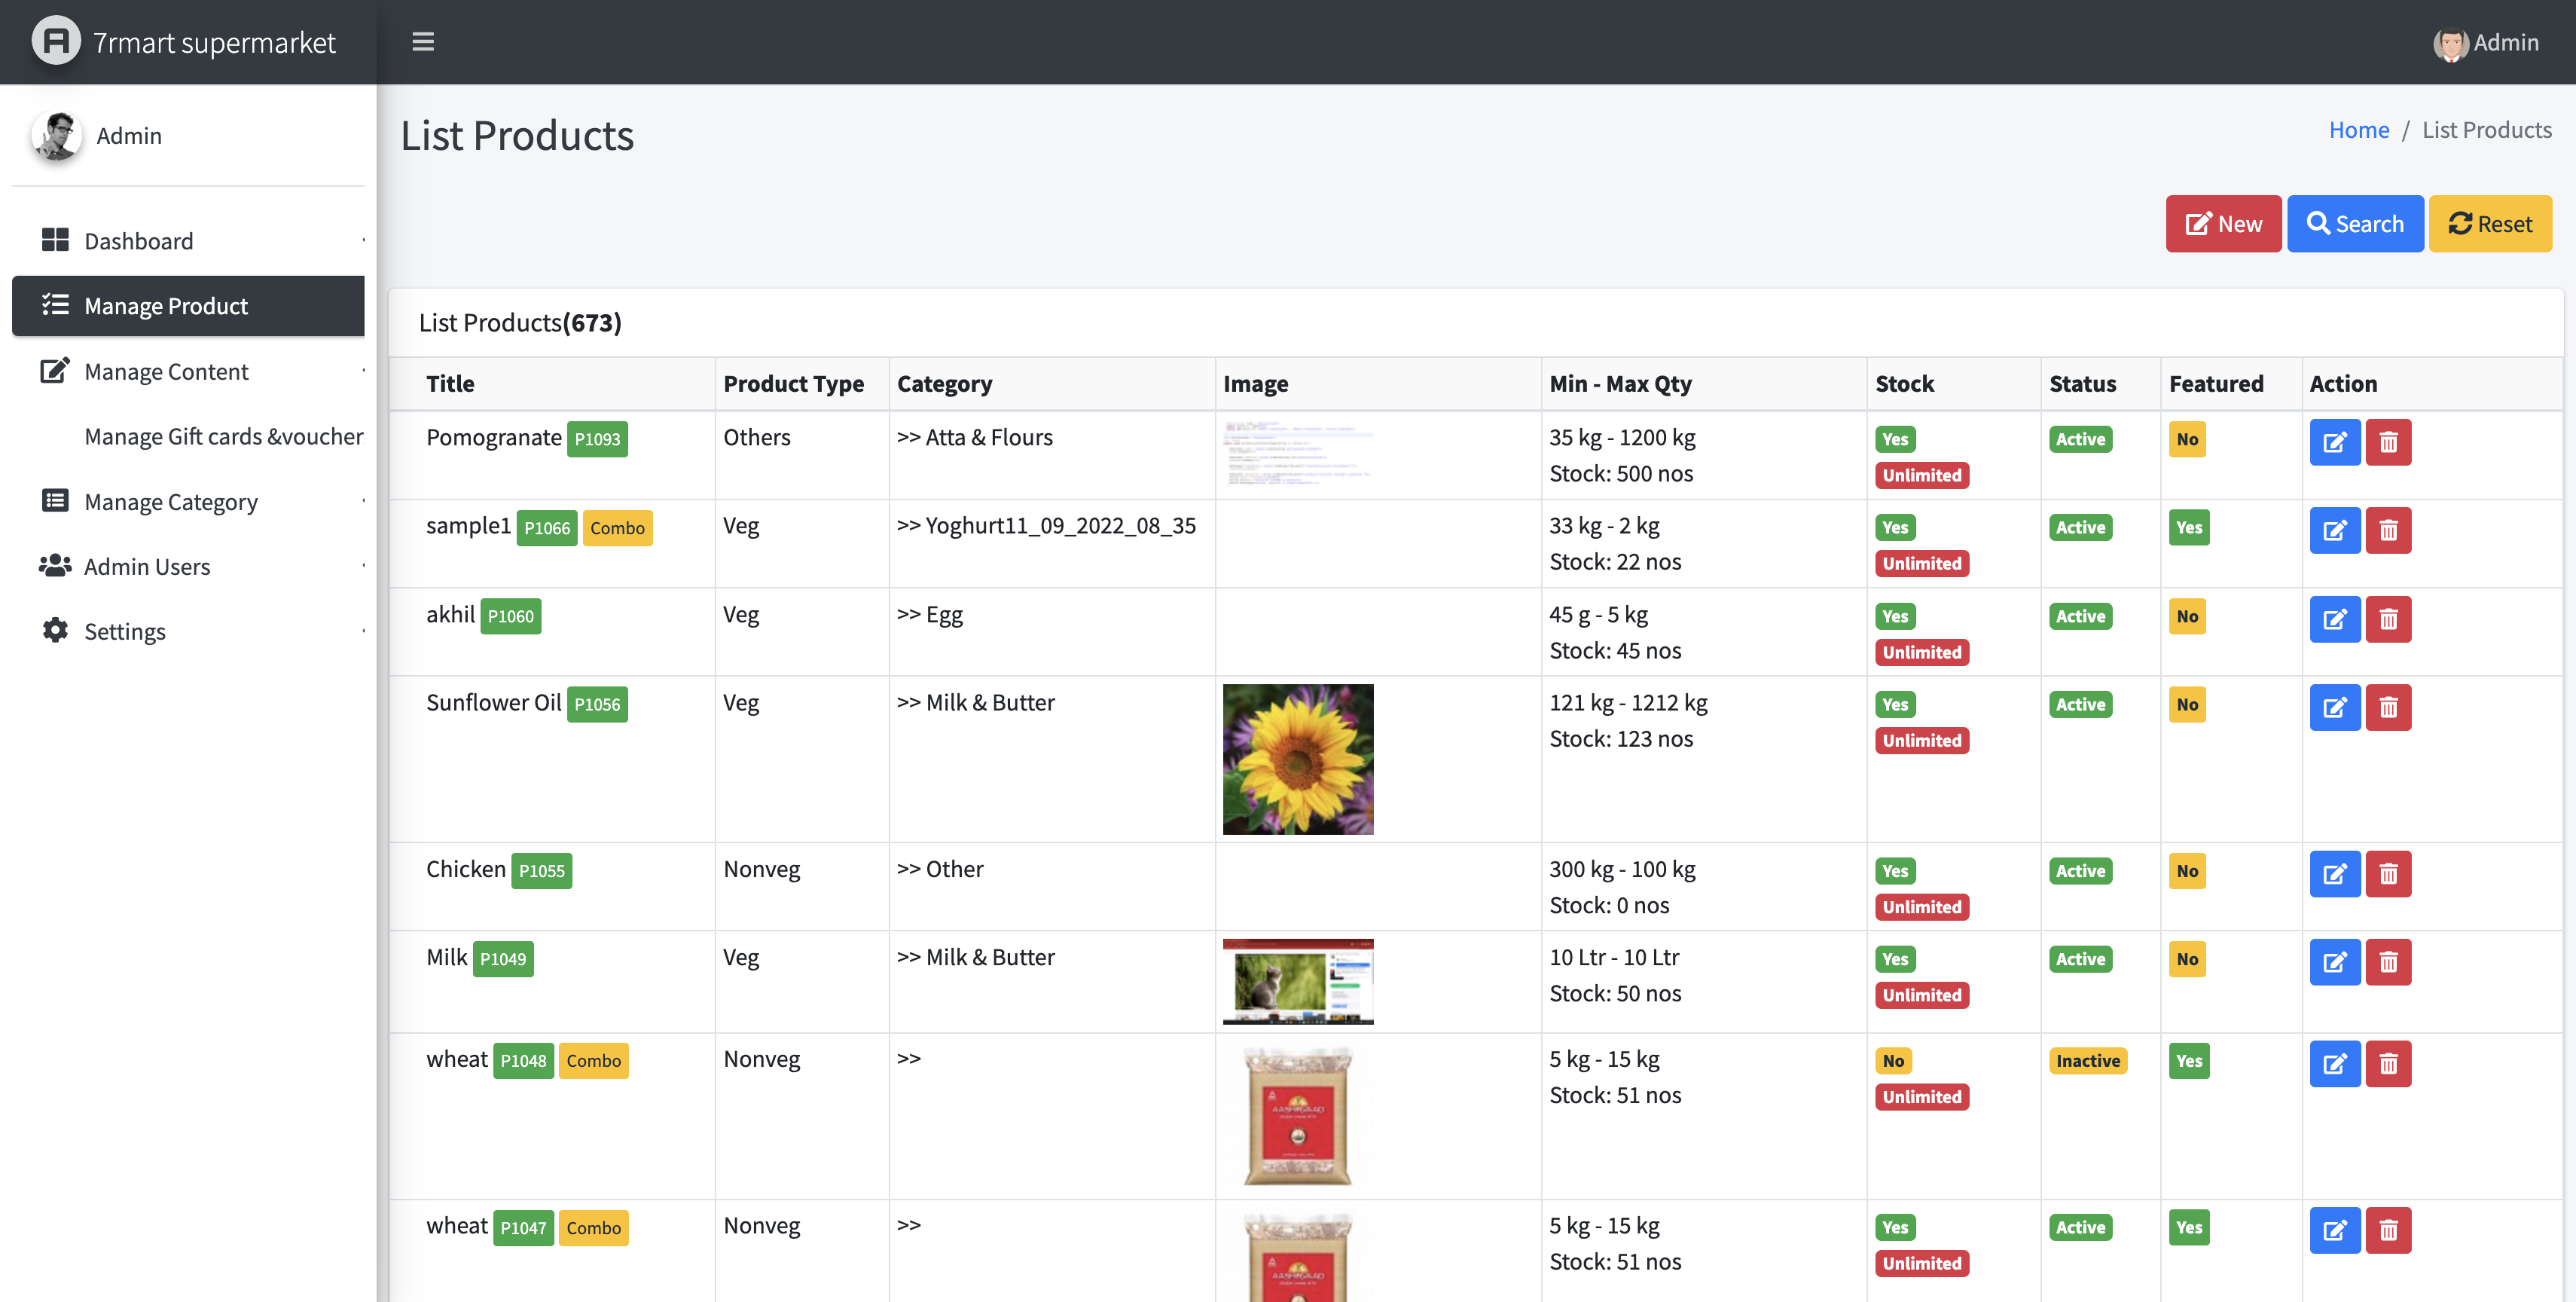 7rmart supermarket
Admin
Admin
List Products
Home / List Products
Dashboard
New
Search
Reset
Manage Product
Manage Content
Manage Gift cards &voucher
Manage Category
Admin Users
Settings
List Products(673)
Title Product Type Category Image Min - Max Qty Stock Status Featured Action
Pomogranate P1093 Others >> Atta & Flours 35 kg - 1200 kg Yes Active No
Stock: 500 nos Unlimited
sample1 P1066 Combo Veg >> Yoghurt11_09_2022_08_35 33 kg - 2 kg Yes Active Yes
Stock: 22 nos Unlimited
akhil P1060 Veg >> Egg 45 g - 5 kg Yes Active No
Stock: 45 nos Unlimited
Sunflower Oil P1056 Veg >> Milk & Butter 121 kg - 1212 kg Yes Active No
Stock: 123 nos Unlimited
Chicken P1055 Nonveg >> Other 300 kg - 100 kg Yes Active No
Stock: 0 nos Unlimited
Milk P1049 Veg >> Milk & Butter 10 Ltr - 10 Ltr Yes Active No
Stock: 50 nos Unlimited
wheat P1048 Combo Nonveg >> 5 kg - 15 kg No Inactive Yes
Stock: 51 nos Unlimited
wheat P1047 Combo Nonveg >> 5 kg - 15 kg Yes Active Yes
Stock: 51 nos Unlimited